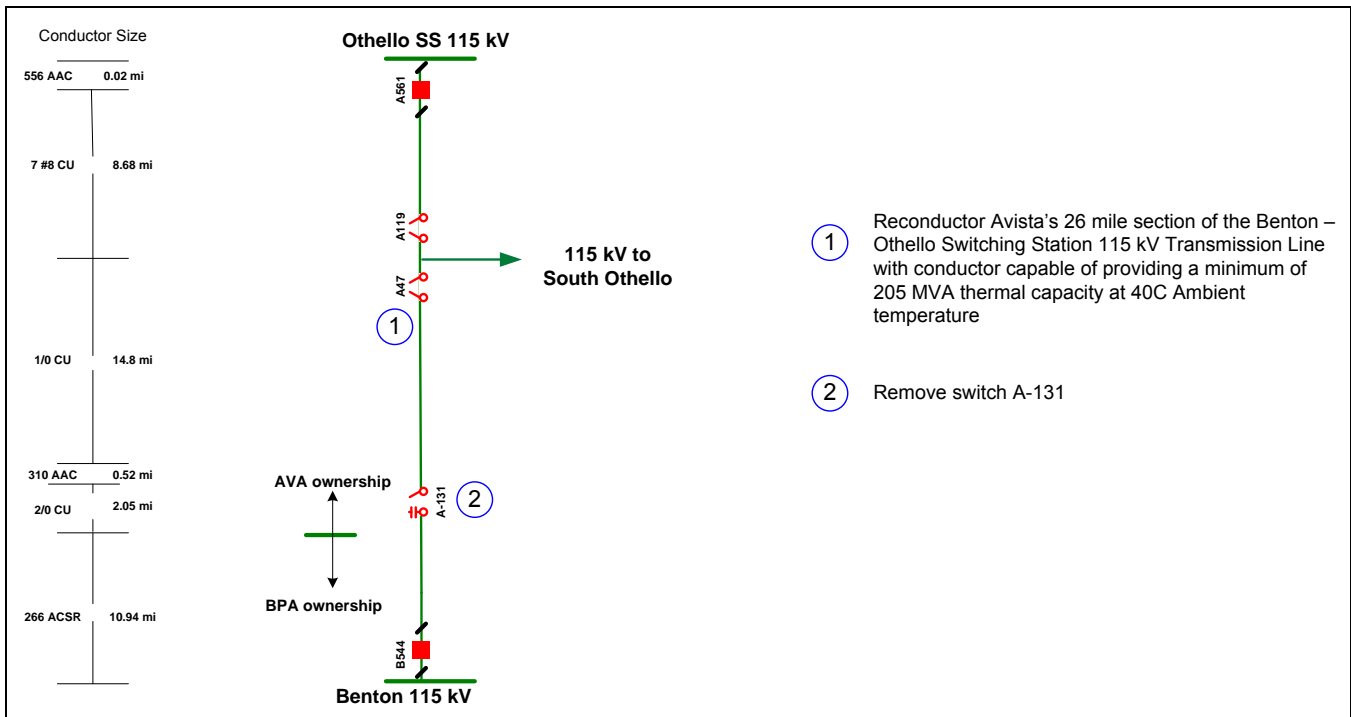 Conductor Size
556 AAC 0.02 mi
7 #8 CU 8.68 mi
1/0 CU 14.8 mi
310 AAC 0.52 mi
2/0 CU 2.05 mi
266 ACSR 10.94 mi
Othello SS 115 kV
A561
A119
115 kV to
South Othello
A47
1
AVA ownership
A-131
2
BPA ownership
B544
Benton 115 kV
1
Reconductor Avista's 26 mile section of the Benton –
Othello Switching Station 115 kV Transmission Line
with conductor capable of providing a minimum of
205 MVA thermal capacity at 40C Ambient
temperature
2
Remove switch A-131